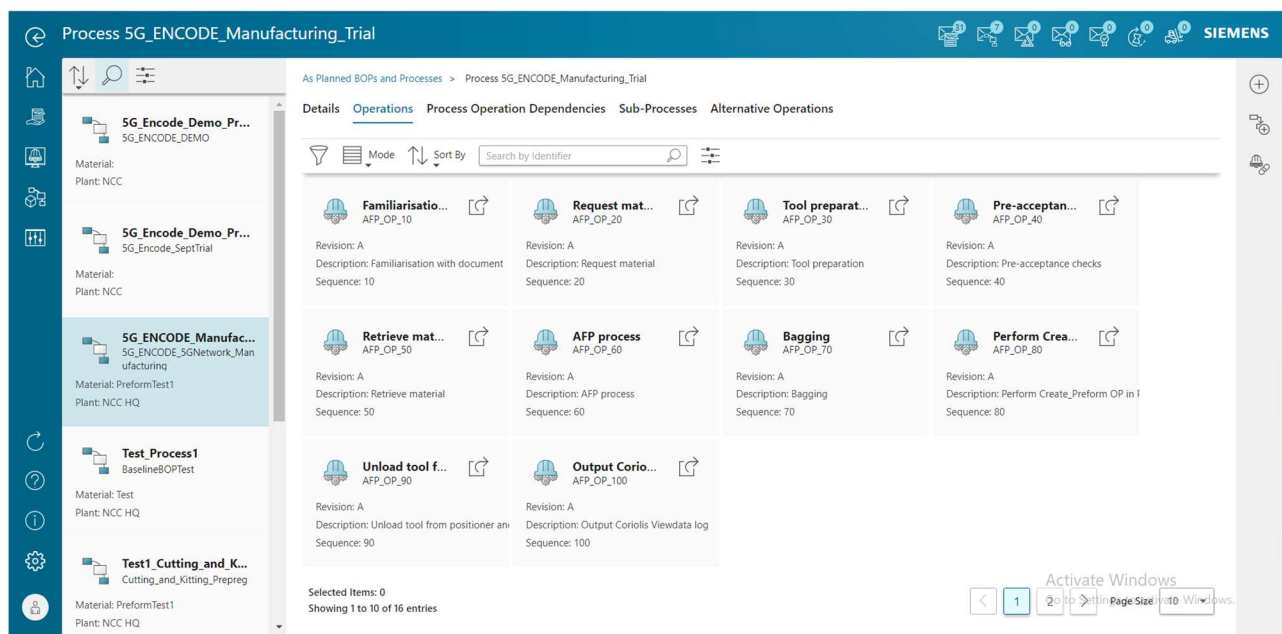 Process 5G_ENCODE_Manufacturing_Trial
31 7 0 0 0 0 0
SIEMENS
5G_Encode_Demo_Pr...
5G_ENCODE_DEMO
Material:
Plant: NCC
5G_Encode_Demo_Pr...
5G_Encode_SeptTrial
Material:
Plant: NCC
5G_ENCODE_Manufac...
5G_ENCODE_5GNetwork_Man
ufacturing
Material: PreformTest1
Plant: NCC HQ
Test_Process1
BaselineBOPTest
Material: Test
Plant: NCC HQ
Test1_Cutting_and_K...
Cutting_and_Kitting_Prepreg
Material: PreformTest1
Plant: NCC HQ
As Planned BOPs and Processes > Process 5G_ENCODE_Manufacturing_Trial
Details Operations Process Operation Dependencies Sub-Processes Alternative Operations
Mode Sort By Search by Identifier
Familiarisatio...
AFP_OP_10
Revision: A
Description: Familiarisation with document
Sequence: 10
Request mat...
AFP_OP_20
Revision: A
Description: Request material
Sequence: 20
Tool preparat...
AFP_OP_30
Revision: A
Description: Tool preparation
Sequence: 30
Pre-acceptan...
AFP_OP_40
Revision: A
Description: Pre-acceptance checks
Sequence: 40
Retrieve mat...
AFP_OP_50
Revision: A
Description: Retrieve material
Sequence: 50
AFP process
AFP_OP_60
Revision: A
Description: AFP process
Sequence: 60
Bagging
AFP_OP_70
Revision: A
Description: Bagging
Sequence: 70
Perform Crea...
AFP_OP_80
Revision: A
Description: Perform Create_Preform OP in
Sequence: 80
Unload tool f...
AFP_OP_90
Revision: A
Description: Unload tool from positioner an
Sequence: 90
Output Corio...
AFP_OP_100
Revision: A
Description: Output Coriolis Viewdata log
Sequence: 100
Selected Items: 0
Showing 1 to 10 of 16 entries
Activate Windows
1 2 Page Size 10